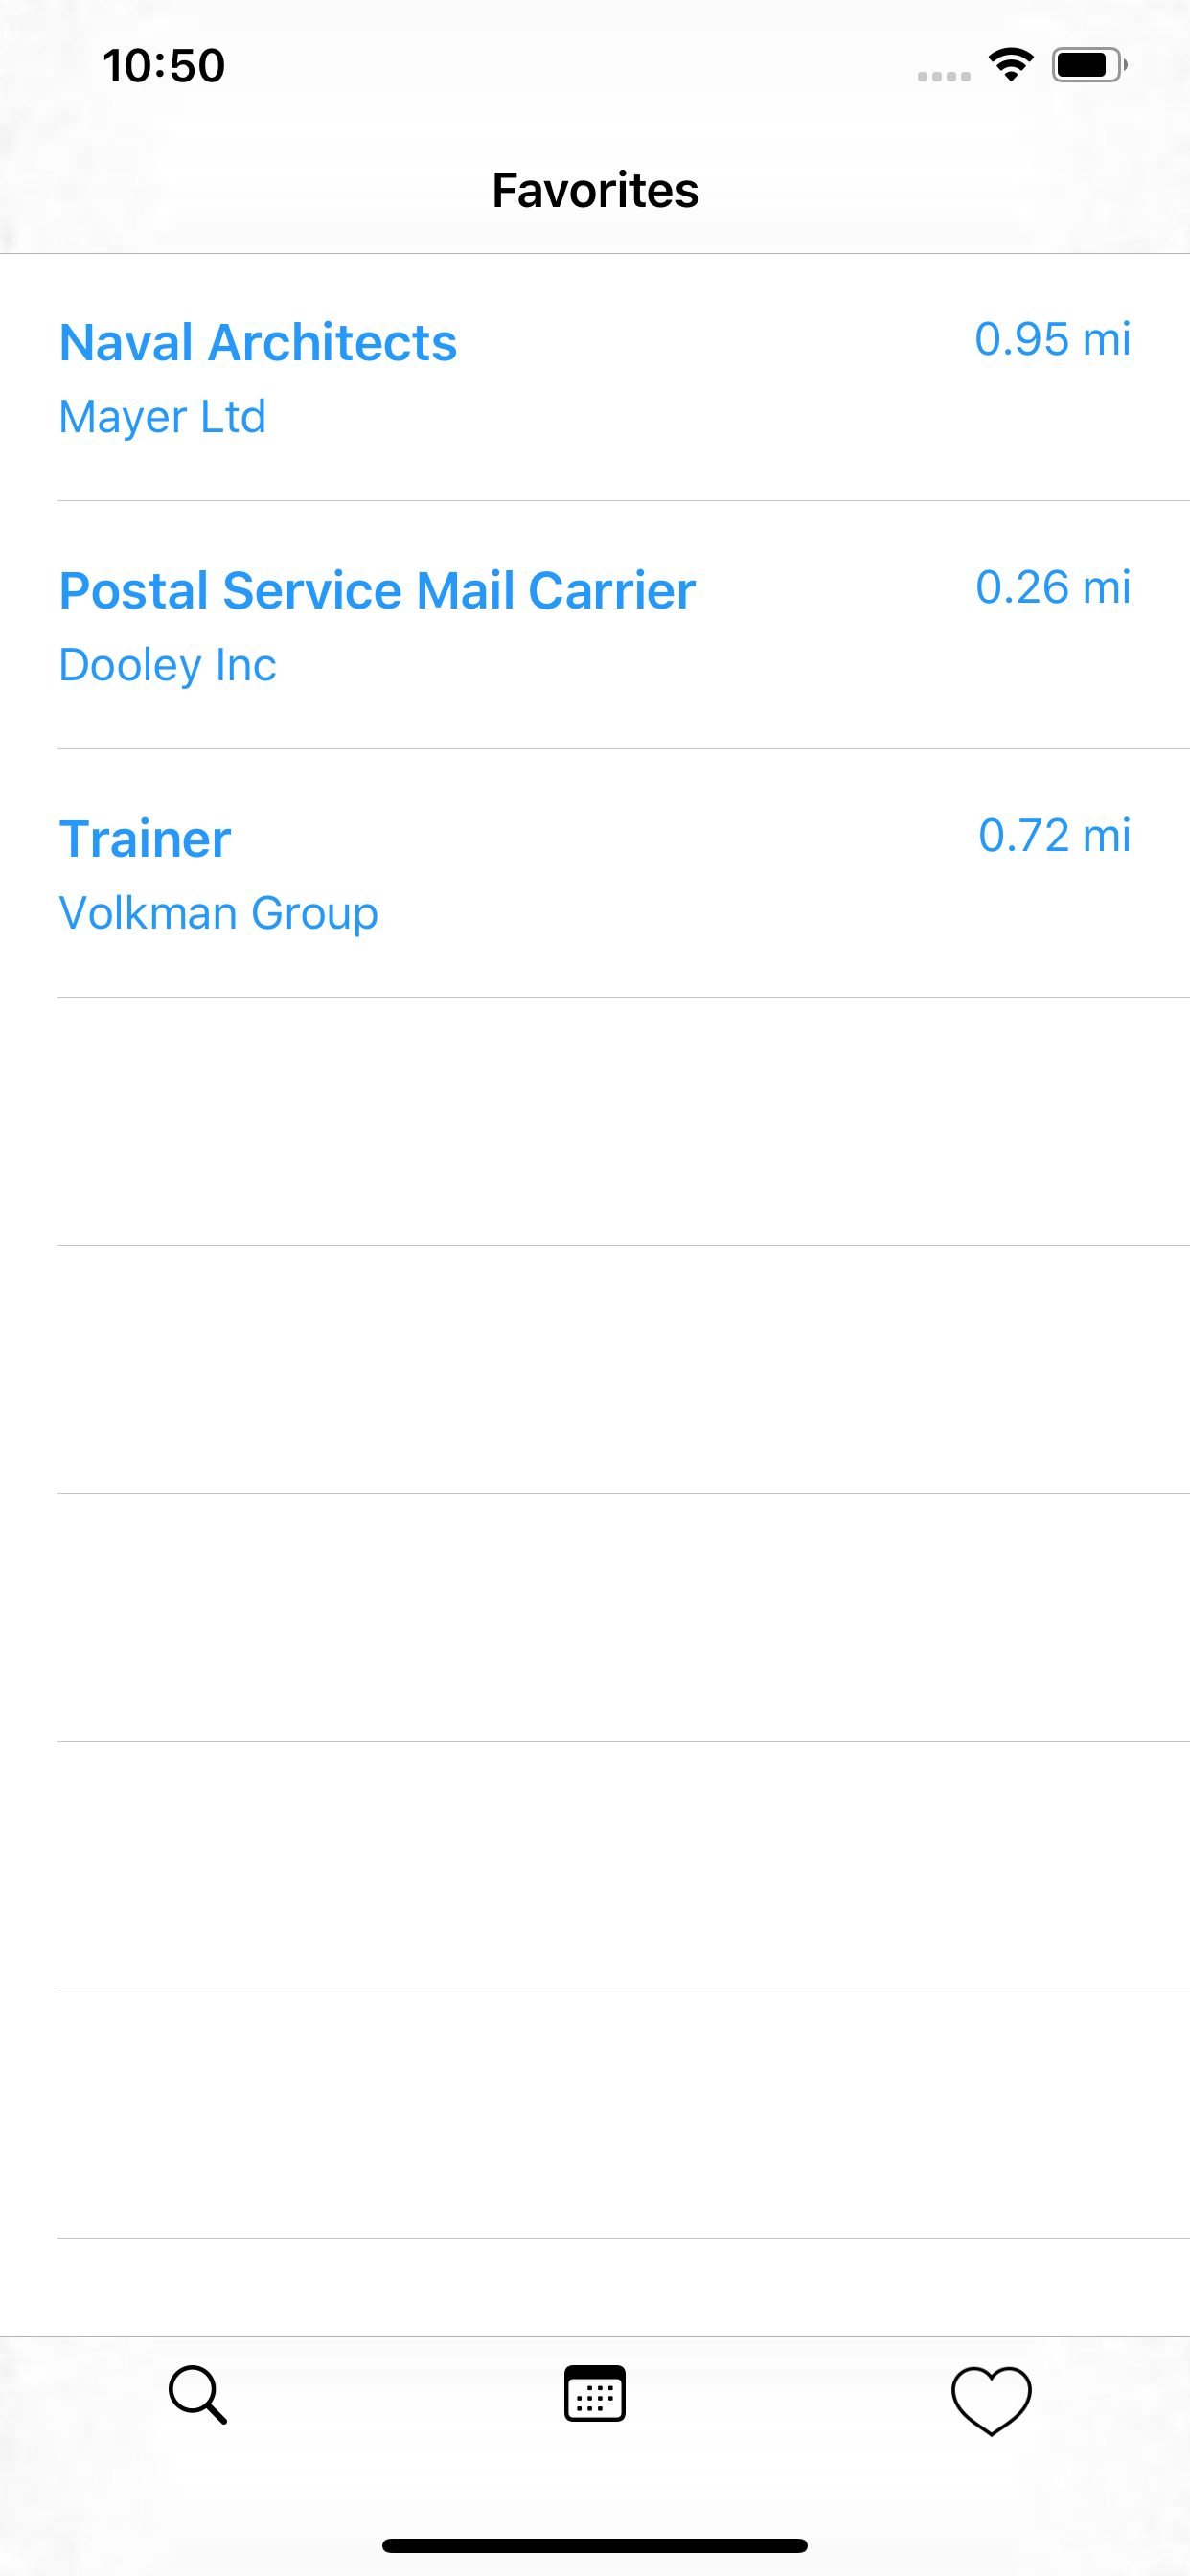 10:50
Favorites
Naval Architects
0.95 mi
Mayer Ltd
Postal Service Mail Carrier
0.26 mi
Dooley Inc
Trainer
0.72 mi
Volkman Group